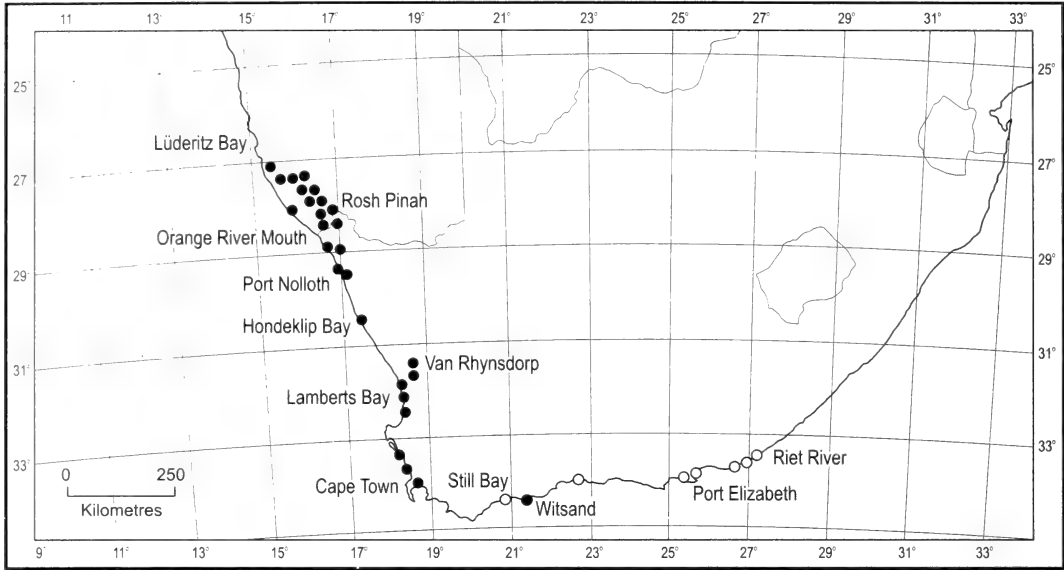 11 13° 15° 17° 19° 21° 23° 25° 27° 29° 31° 33°
25° 25°
Lüderitz Bay
27° 27°
Rosh Pinah
Orange River Mouth
29° 29°
Port Nolloth
Hondeklip Bay
31° 31°
Van Rhynsdorp
Lamberts Bay
33° 33°
0 250
Kilometres
Cape Town
Still Bay
Witsand
Port Elizabeth
Riet River
9° 11° 13° 15° 17° 19° 21° 23° 25° 27° 29° 31° 33°